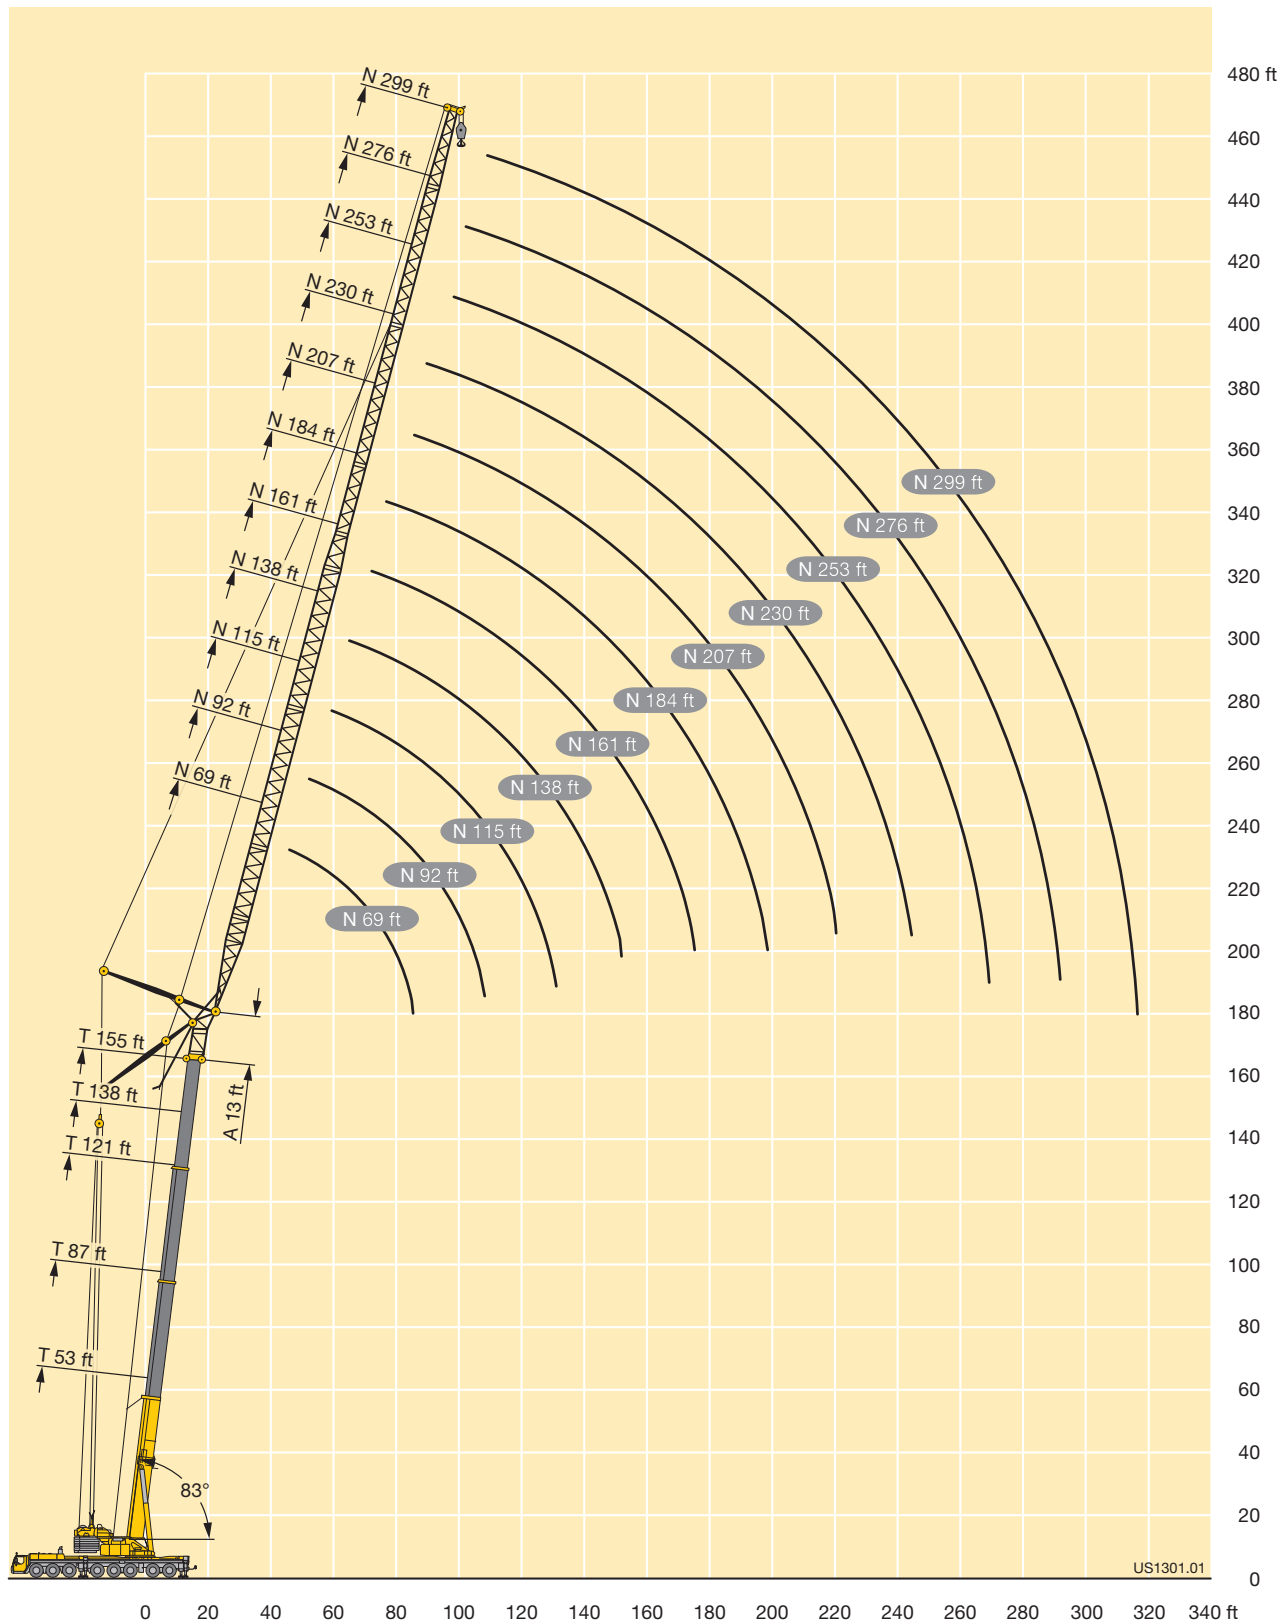 480 ft
N 299 ft
460
N 276 ft
440
N 253 ft
420
N 230 ft
400
N 207 ft
380
N 184 ft
360
N 299 ft
N 161 ft
340
N 276 ft
N 138 ft
320
N 253 ft
N 230 ft
N 115 ft
300
N 207 ft
N 92 ft
280
N 184 ft
N 69 ft
260
N 161 ft
N 138 ft
240
N 115 ft
220
N 92 ft
N 69 ft
200
180
T 155 ft
160
T 138 ft
A 13 ft
T 121 ft
140
120
T 87 ft
100
80
T 53 ft
60
40
83°
20
US1301.01
0
0 20 40 60 80 100 120 140 160 180 200 220 240 260 280 300 320 340 ft